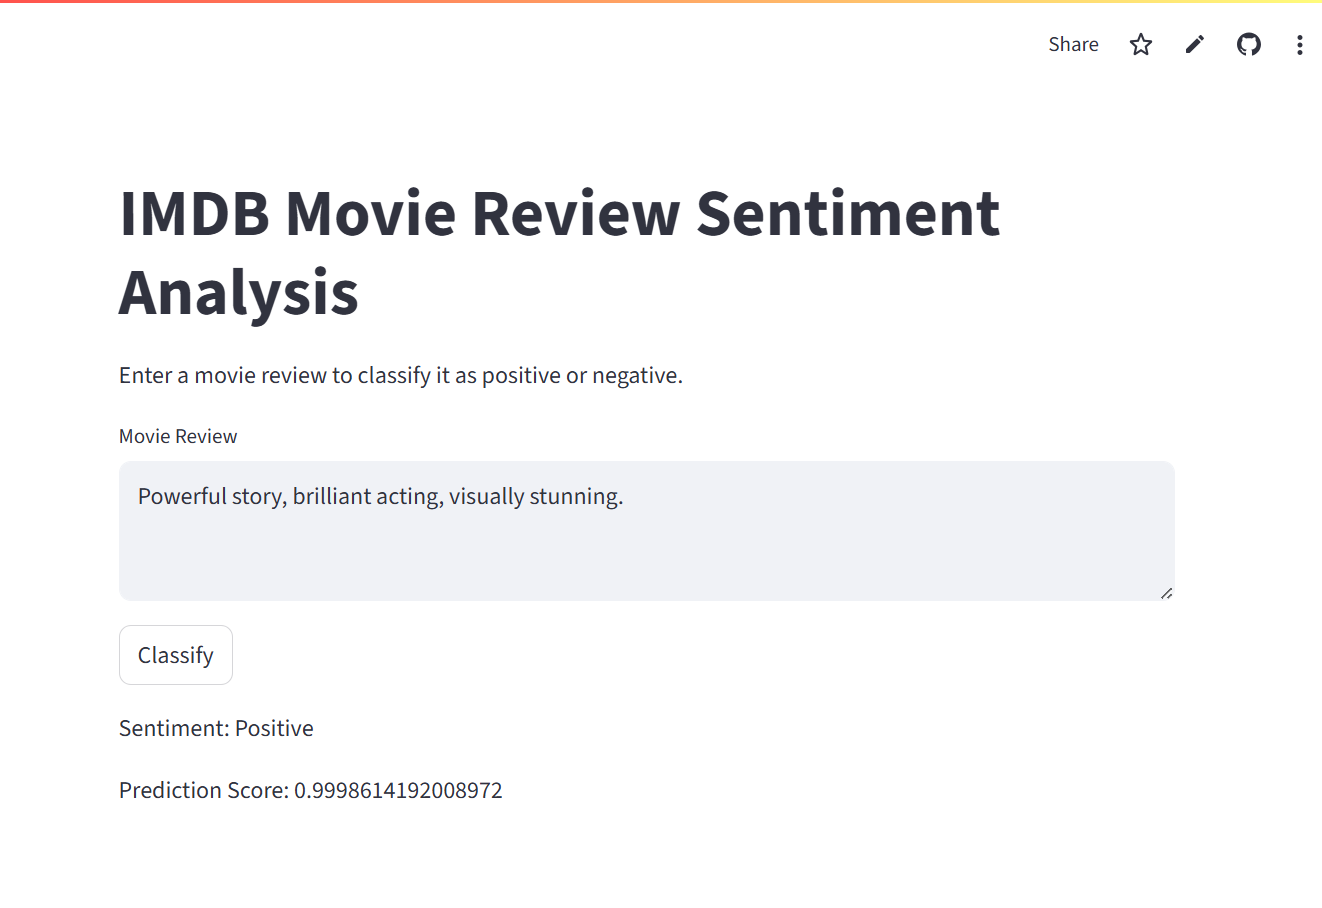 Share
IMDB Movie Review Sentiment
Analysis
Enter a movie review to classify it as positive or negative.
Movie Review
Powerful story, brilliant acting, visually stunning.
Classify
Sentiment: Positive
Prediction Score: 0.9998614192008972